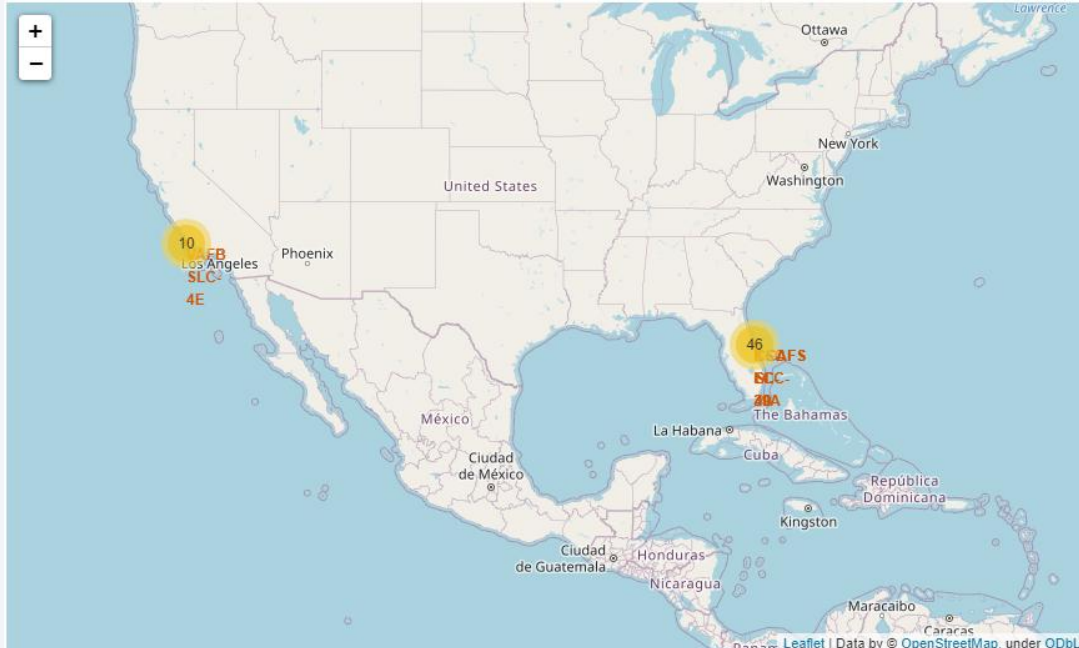 Lawrence
+
−
Ottawa
New York
Washington
United States
10
Phoenix
Los Angeles
SLC-
4E
46
The Bahamas
México
La Habana
Cuba
Ciudad
de México
República
Dominicana
Kingston
Ciudad
de Guatemala
Honduras
Nicaragua
Maracaibo
Caracas
Leaflet | Data by © OpenStreetMap, under ODbL